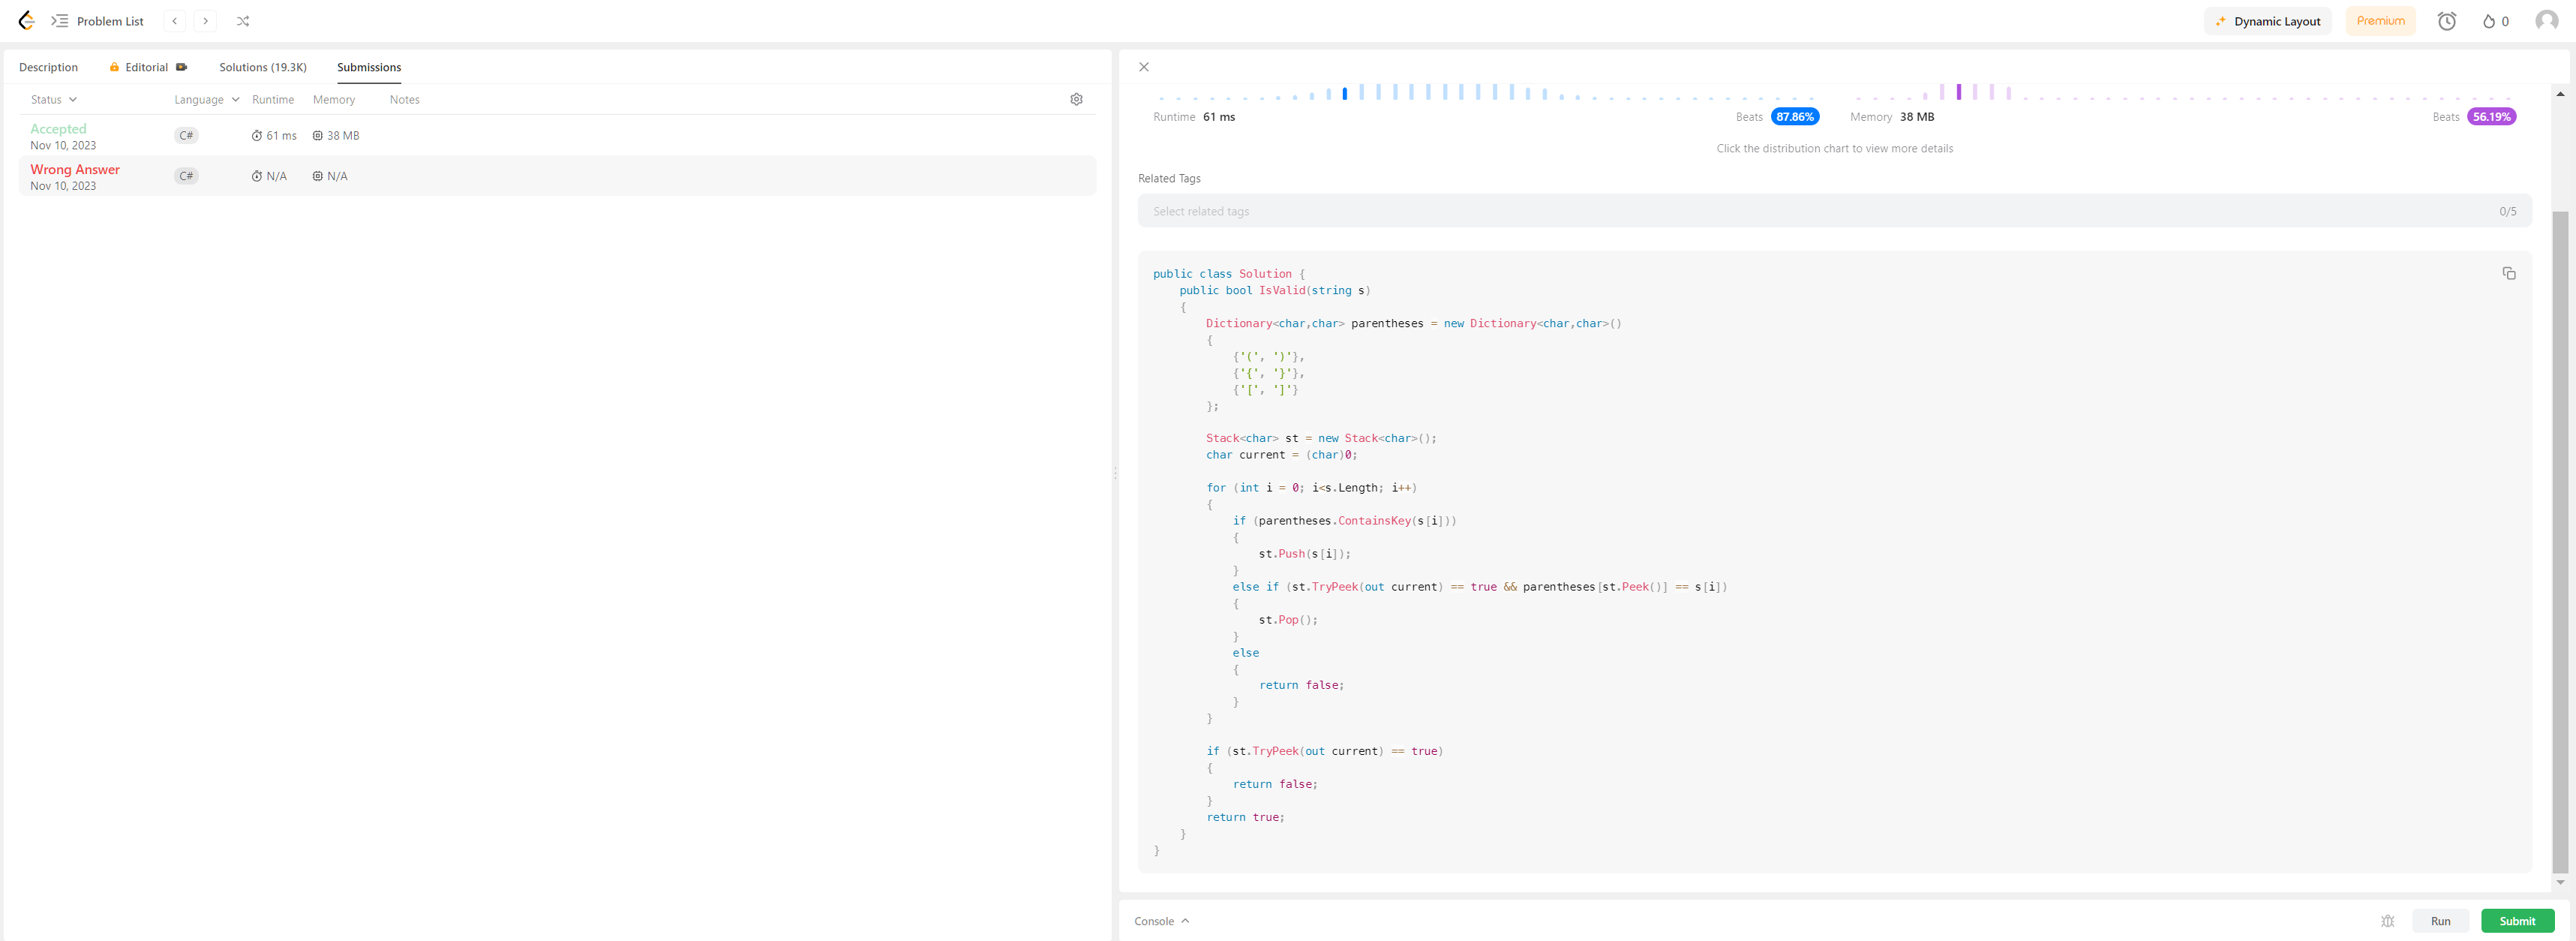 Problem List
Dynamic Layout
Premium
0
Description
Editorial
Solutions (19.3K)
Submissions
Status
Language
Runtime
Memory
Notes
Accepted
Nov 10, 2023
C#
61 ms
38 MB
Wrong Answer
Nov 10, 2023
C#
N/A
N/A
Runtime 61 ms
Beats 87.86%
Memory 38 MB
Beats 56.19%
Click the distribution chart to view more details
Related Tags
Select related tags
0/5
public class Solution {
    public bool IsValid(string s)
    {
        Dictionary<char,char> parentheses = new Dictionary<char,char>()
        {
            {'(', ')'},
            {'{', '}'},
            {'[', ']'}
        };
        Stack<char> st = new Stack<char>();
        char current = (char)0;
        for (int i = 0; i<s.Length; i++)
        {
            if (parentheses.ContainsKey(s[i]))
            {
                st.Push(s[i]);
            }
            else if (st.TryPeek(out current) == true && parentheses[st.Peek()] == s[i])
            {
                st.Pop();
            }
            else
            {
                return false;
            }
        }
        if (st.TryPeek(out current) == true)
        {
            return false;
        }
        return true;
    }
}
Console
Run
Submit